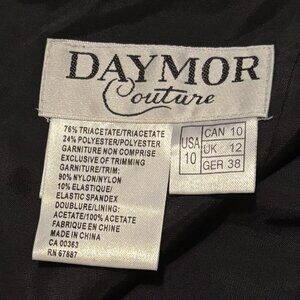 DAYMOR
Couture
76% TRIACETATE/TRIACETATE
24% POLYESTER/POLYESTER
GARNITURE NON COMPRISE
EXCLUSIVE OF TRIMMING
GARNITURE/TRIM:
90% NYLON/NYLON
10% ELASTIQUE/
ELASTIC SPANDEX
DOUBLURE/LINING:
ACETATE/100% ACETATE
FABRIQUE EN CHINE
MADE IN CHINA
CA 00363
RN 67887
USA 10
CAN 10
UK 12
GER 38